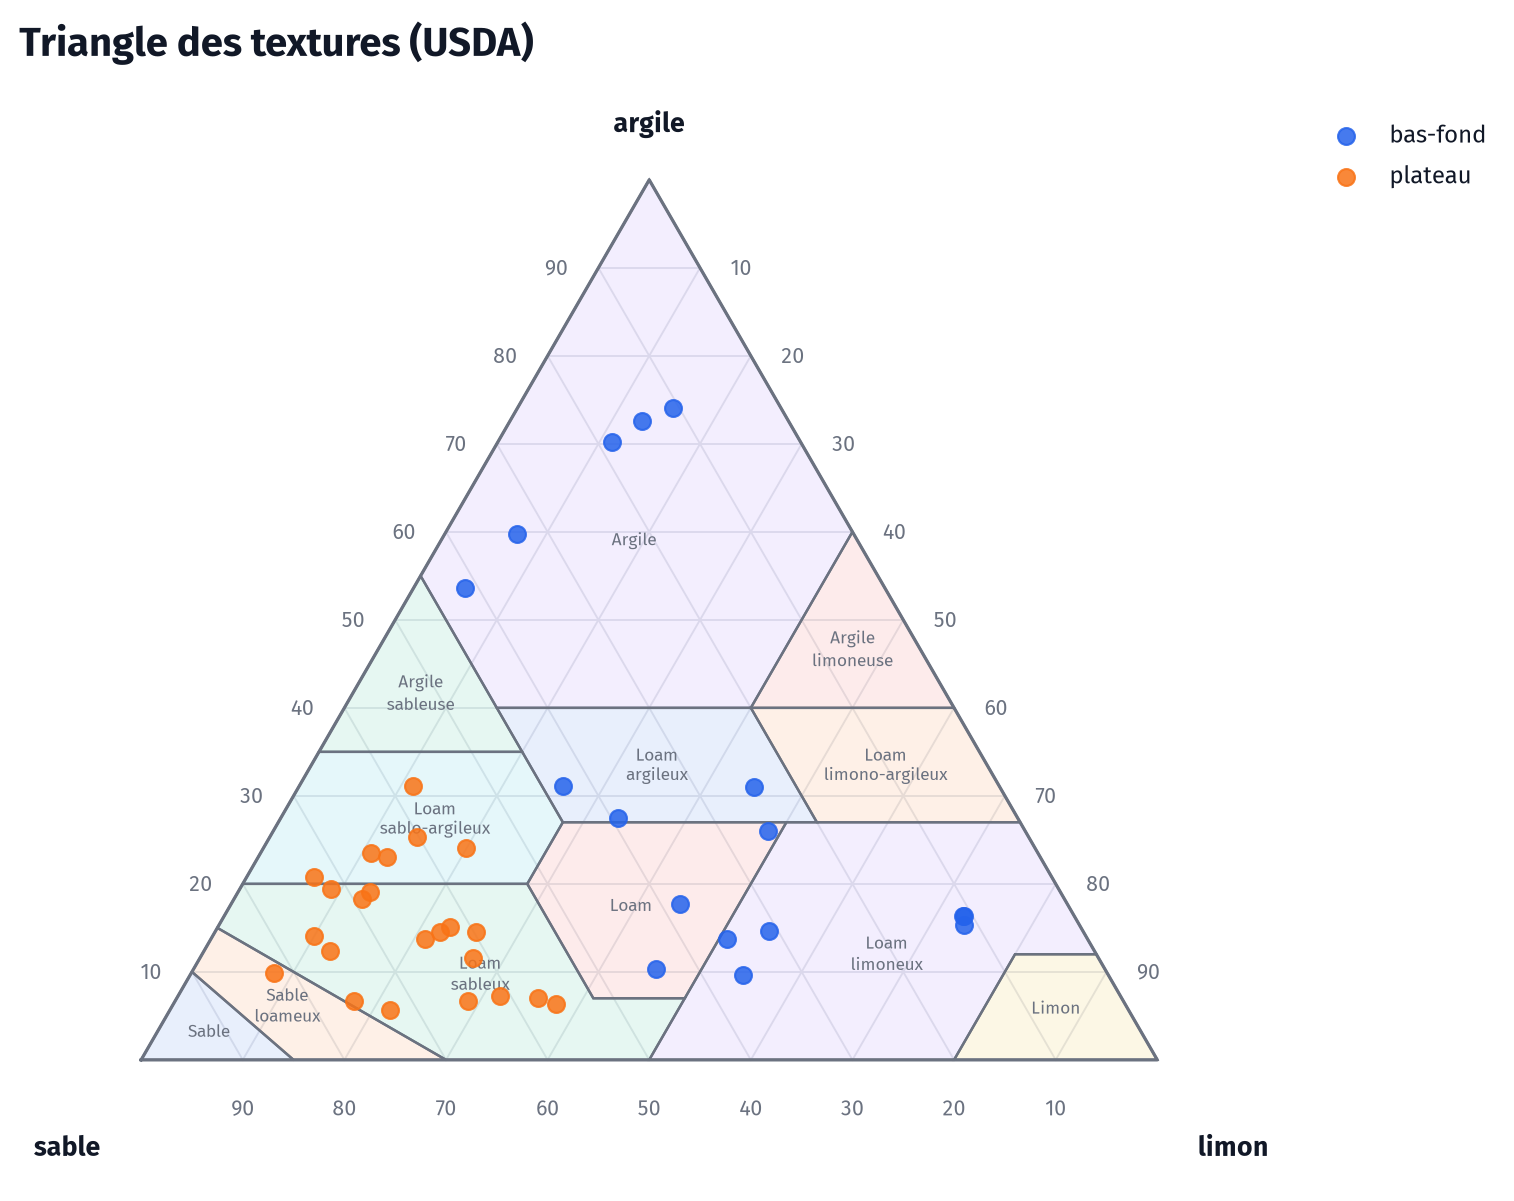 Triangle des textures (USDA)
argile
bas-fond
plateau
90
10
80
20
70
30
60
40
Argile
50
50
Argile
limoneuse
Argile
sableuse
40
60
Loam
argileux
Loam
limono-argileux
30
70
Loam
sablo-argileux
20
80
Loam
Loam
limoneux
10
90
Loam
sableux
Sable
loameux
Limon
Sable
90
80
70
60
50
40
30
20
10
sable
limon